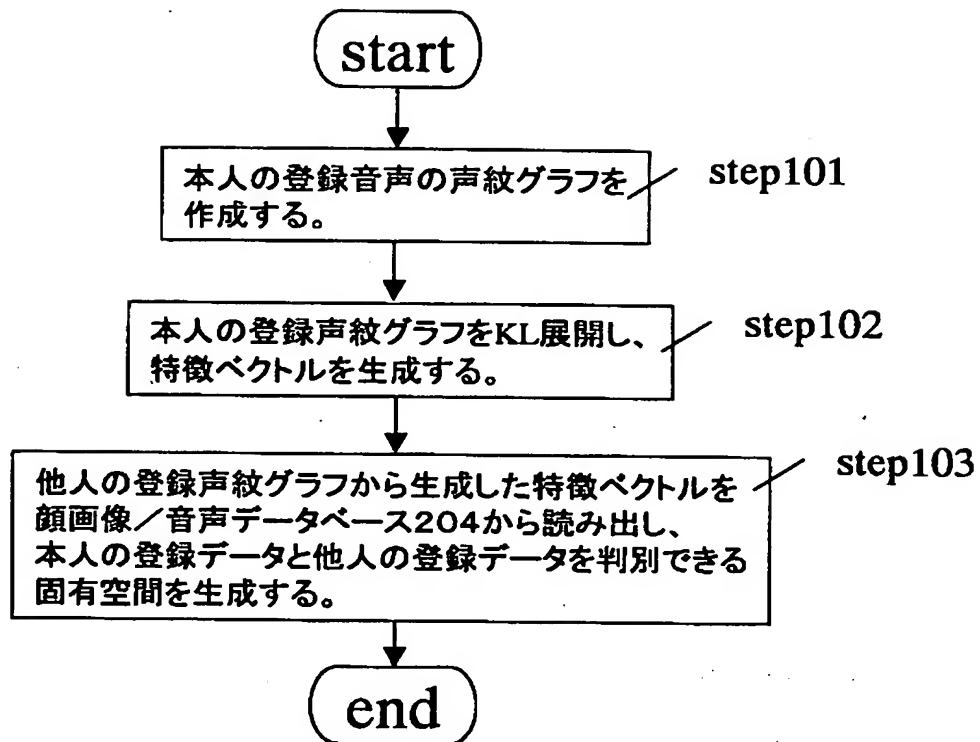 start
本人の登録音声の声紋グラフを
作成する。
step101
本人の登録声紋グラフをKL展開し、
特徴ベクトルを生成する。
step102
他人の登録声紋グラフから生成した特徴ベクトルを
顔画像／音声データベース204から読み出し、
本人の登録データと他人の登録データを判別できる
固有空間を生成する。
step103
end